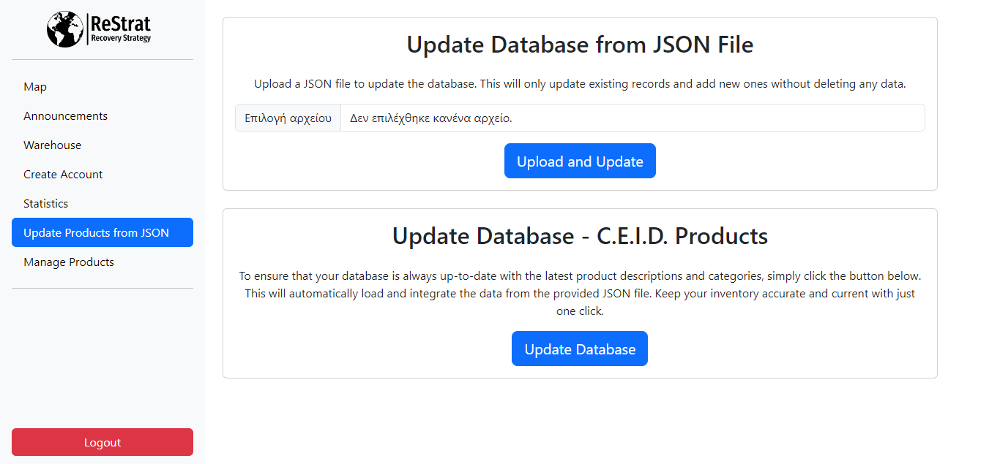 ReStrat
Recovery Strategy
Map
Announcements
Warehouse
Create Account
Statistics
Update Products from JSON
Manage Products
Logout
Update Database from JSON File
Upload a JSON file to update the database. This will only update existing records and add new ones without deleting any data.
Επιλογή αρχείου Δεν επιλέχθηκε κανένα αρχείο.
Upload and Update
Update Database - C.E.I.D. Products
To ensure that your database is always up-to-date with the latest product descriptions and categories, simply click the button below.
This will automatically load and integrate the data from the provided JSON file. Keep your inventory accurate and current with just
one click.
Update Database